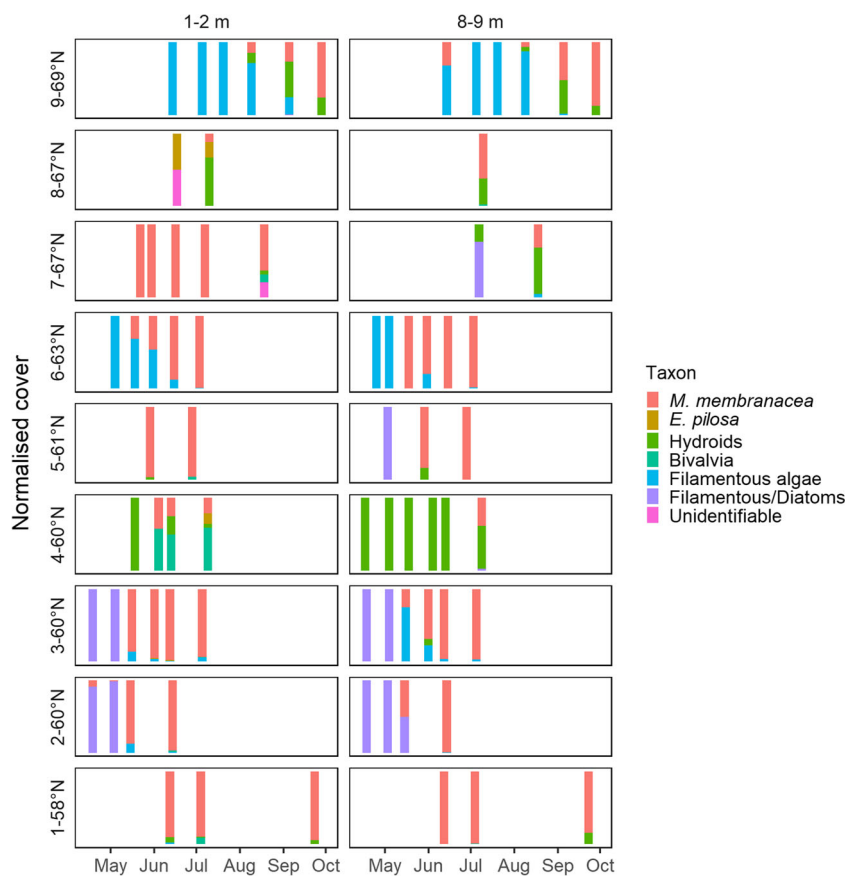 1-2 m
8-9 m
Normalised cover
9-69°N
8-67°N
7-67°N
6-63°N
5-61°N
4-60°N
3-60°N
2-60°N
1-58°N
Taxon
M. membranacea
E. pilosa
Hydroids
Bivalvia
Filamentous algae
Filamentous/Diatoms
Unidentifiable
May Jun Jul Aug Sep Oct
May Jun Jul Aug Sep Oct